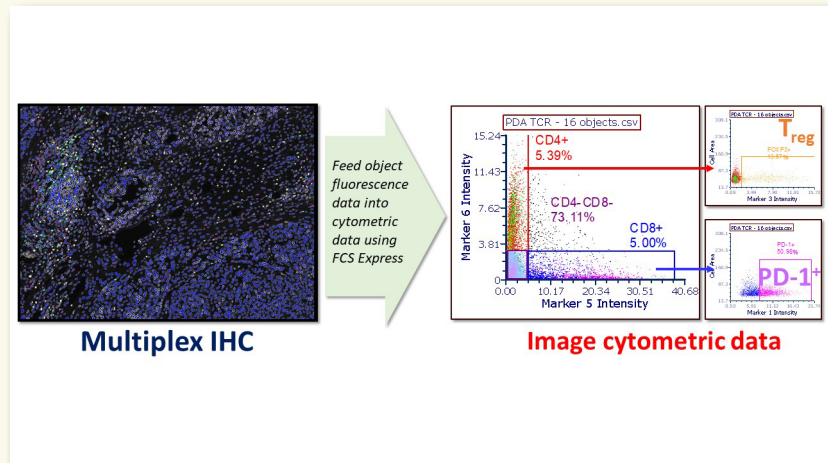 Multiplex IHC
Feed object
fluorescence
data into
cytometric
data using
FCS Express
PDA TCR - 16 objects.csv
Marker 6 Intensity
15.24
11.43
7.62
3.81
0
CD4+
5.39%
CD4-CD8-
73.11%
CD8+
5.00%
0.00 10.17 20.34 30.51 40.68
Marker 5 Intensity
PDA TCR - 16 objects.csv
Treg
Cell Area
Marker 3 Intensity
PDA TCR - 16 objects.csv
PD-1+
PD-1+
Marker 1 Intensity
Image cytometric data